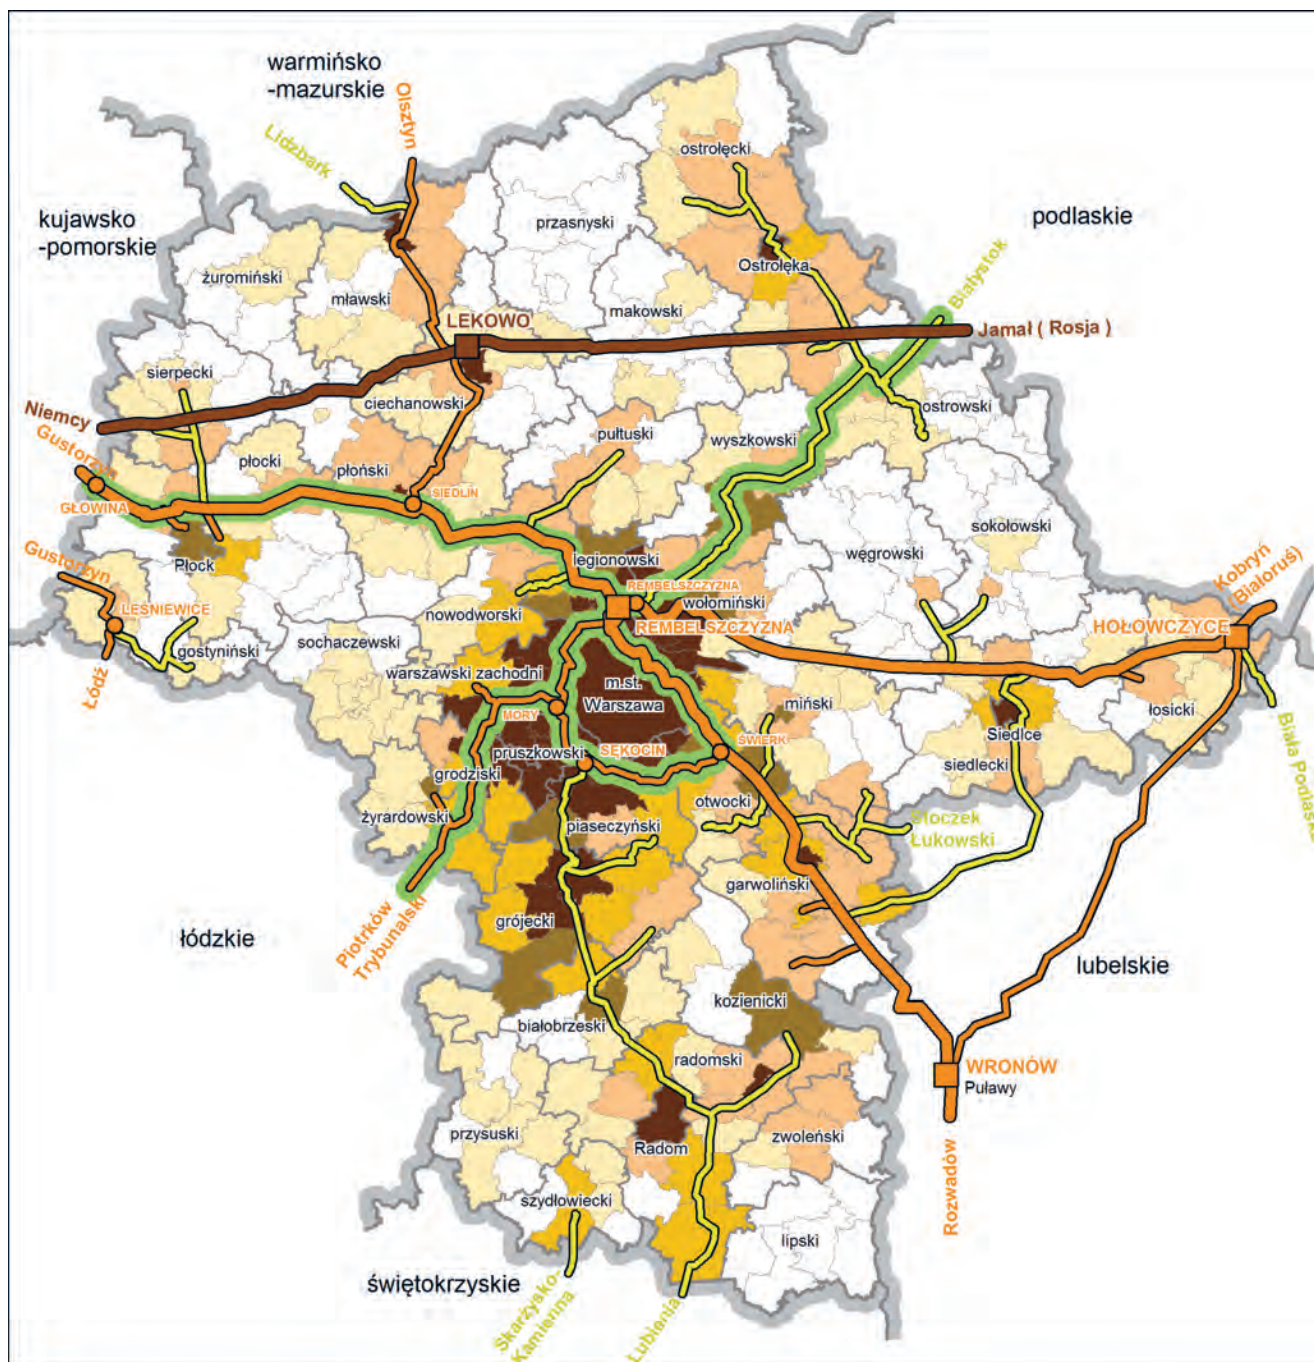 warmińsko
-mazurskie
Olsztyn
Lidzbark
kujawsko
-pomorskie
podlaskie
ostrołęcki
przasnyski
żuromiński
mławski
Ostrołęka
makowski
Białystok
LEKOWO
Jamał ( Rosja )
sierpecki
Niemcy
ciechanowski
ostrowski
pułtuski
wyszkowski
Gustorzyn
płocki
płoński
SIEDLIN
GŁOWINA
sokołowski
węgrowski
Płock
legionowski
Gustorzyn
REMBELSZCZYZNA
wołomiński
Kobryń
(Białoruś)
LEŚNIEWICE
nowodworski
REMBELSZCZYZNA
HOŁOWCZYCE
gostyniński
sochaczewski
Łódź
warszawski zachodni
m.st.
Warszawa
MORY
miński
łosicki
Siedlce
pruszkowski
SĘKOCIN
ŚWIERK
siedlecki
Biała Podlaska
grodziski
otwocki
żyrardowski
piaseczyński
Stoczek
Łukowski
garwoliński
Piotrków
Trybunalski
grójecki
łódzkie
lubelskie
kozienicki
białobrzeski
radomski
WRONÓW
Puławy
przysuski
Radom
zwoleński
Rozwadów
szydłowiecki
lipski
świętokrzyskie
Skarżysko-
Kamienna
Lubienia